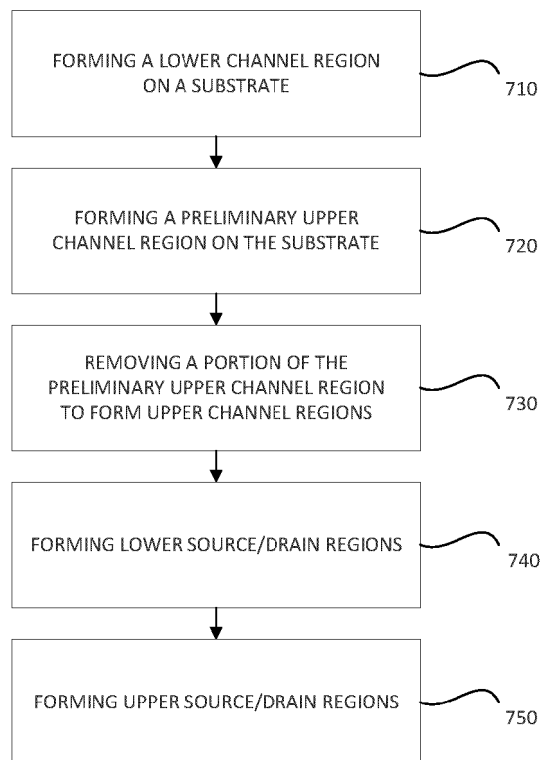 FORMING A LOWER CHANNEL REGION
ON A SUBSTRATE
710
FORMING A PRELIMINARY UPPER
CHANNEL REGION ON THE SUBSTRATE
720
REMOVING A PORTION OF THE
PRELIMINARY UPPER CHANNEL REGION
TO FORM UPPER CHANNEL REGIONS
730
FORMING LOWER SOURCE/DRAIN REGIONS
740
FORMING UPPER SOURCE/DRAIN REGIONS
750